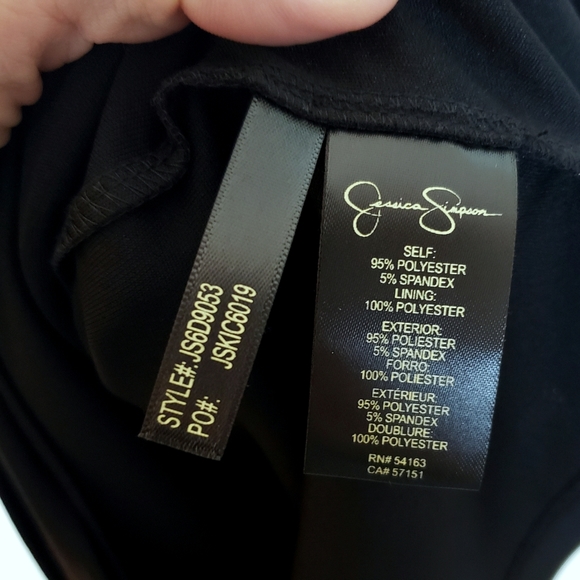 STYLE#:JS6D9053
PO#: JSKIC6019
Jessica Simpson
SELF:
95% POLYESTER
5% SPANDEX
LINING:
100% POLYESTER
EXTERIOR:
95% POLIESTER
5% SPANDEX
FORRO:
100% POLIESTER
EXTÉRIEUR:
95% POLYESTER
5% SPANDEX
DOUBLURE:
100% POLYESTER
RN# 54163
CA# 57151